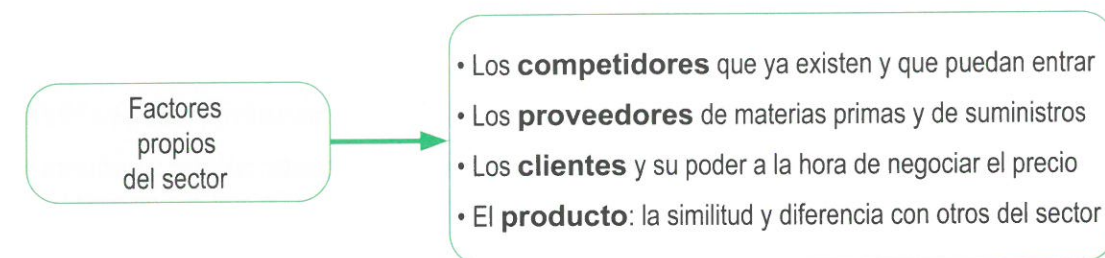 Factores
propios
del sector
• Los competidores que ya existen y que puedan entrar
• Los proveedores de materias primas y de suministros
• Los clientes y su poder a la hora de negociar el precio
• El producto: la similitud y diferencia con otros del sector